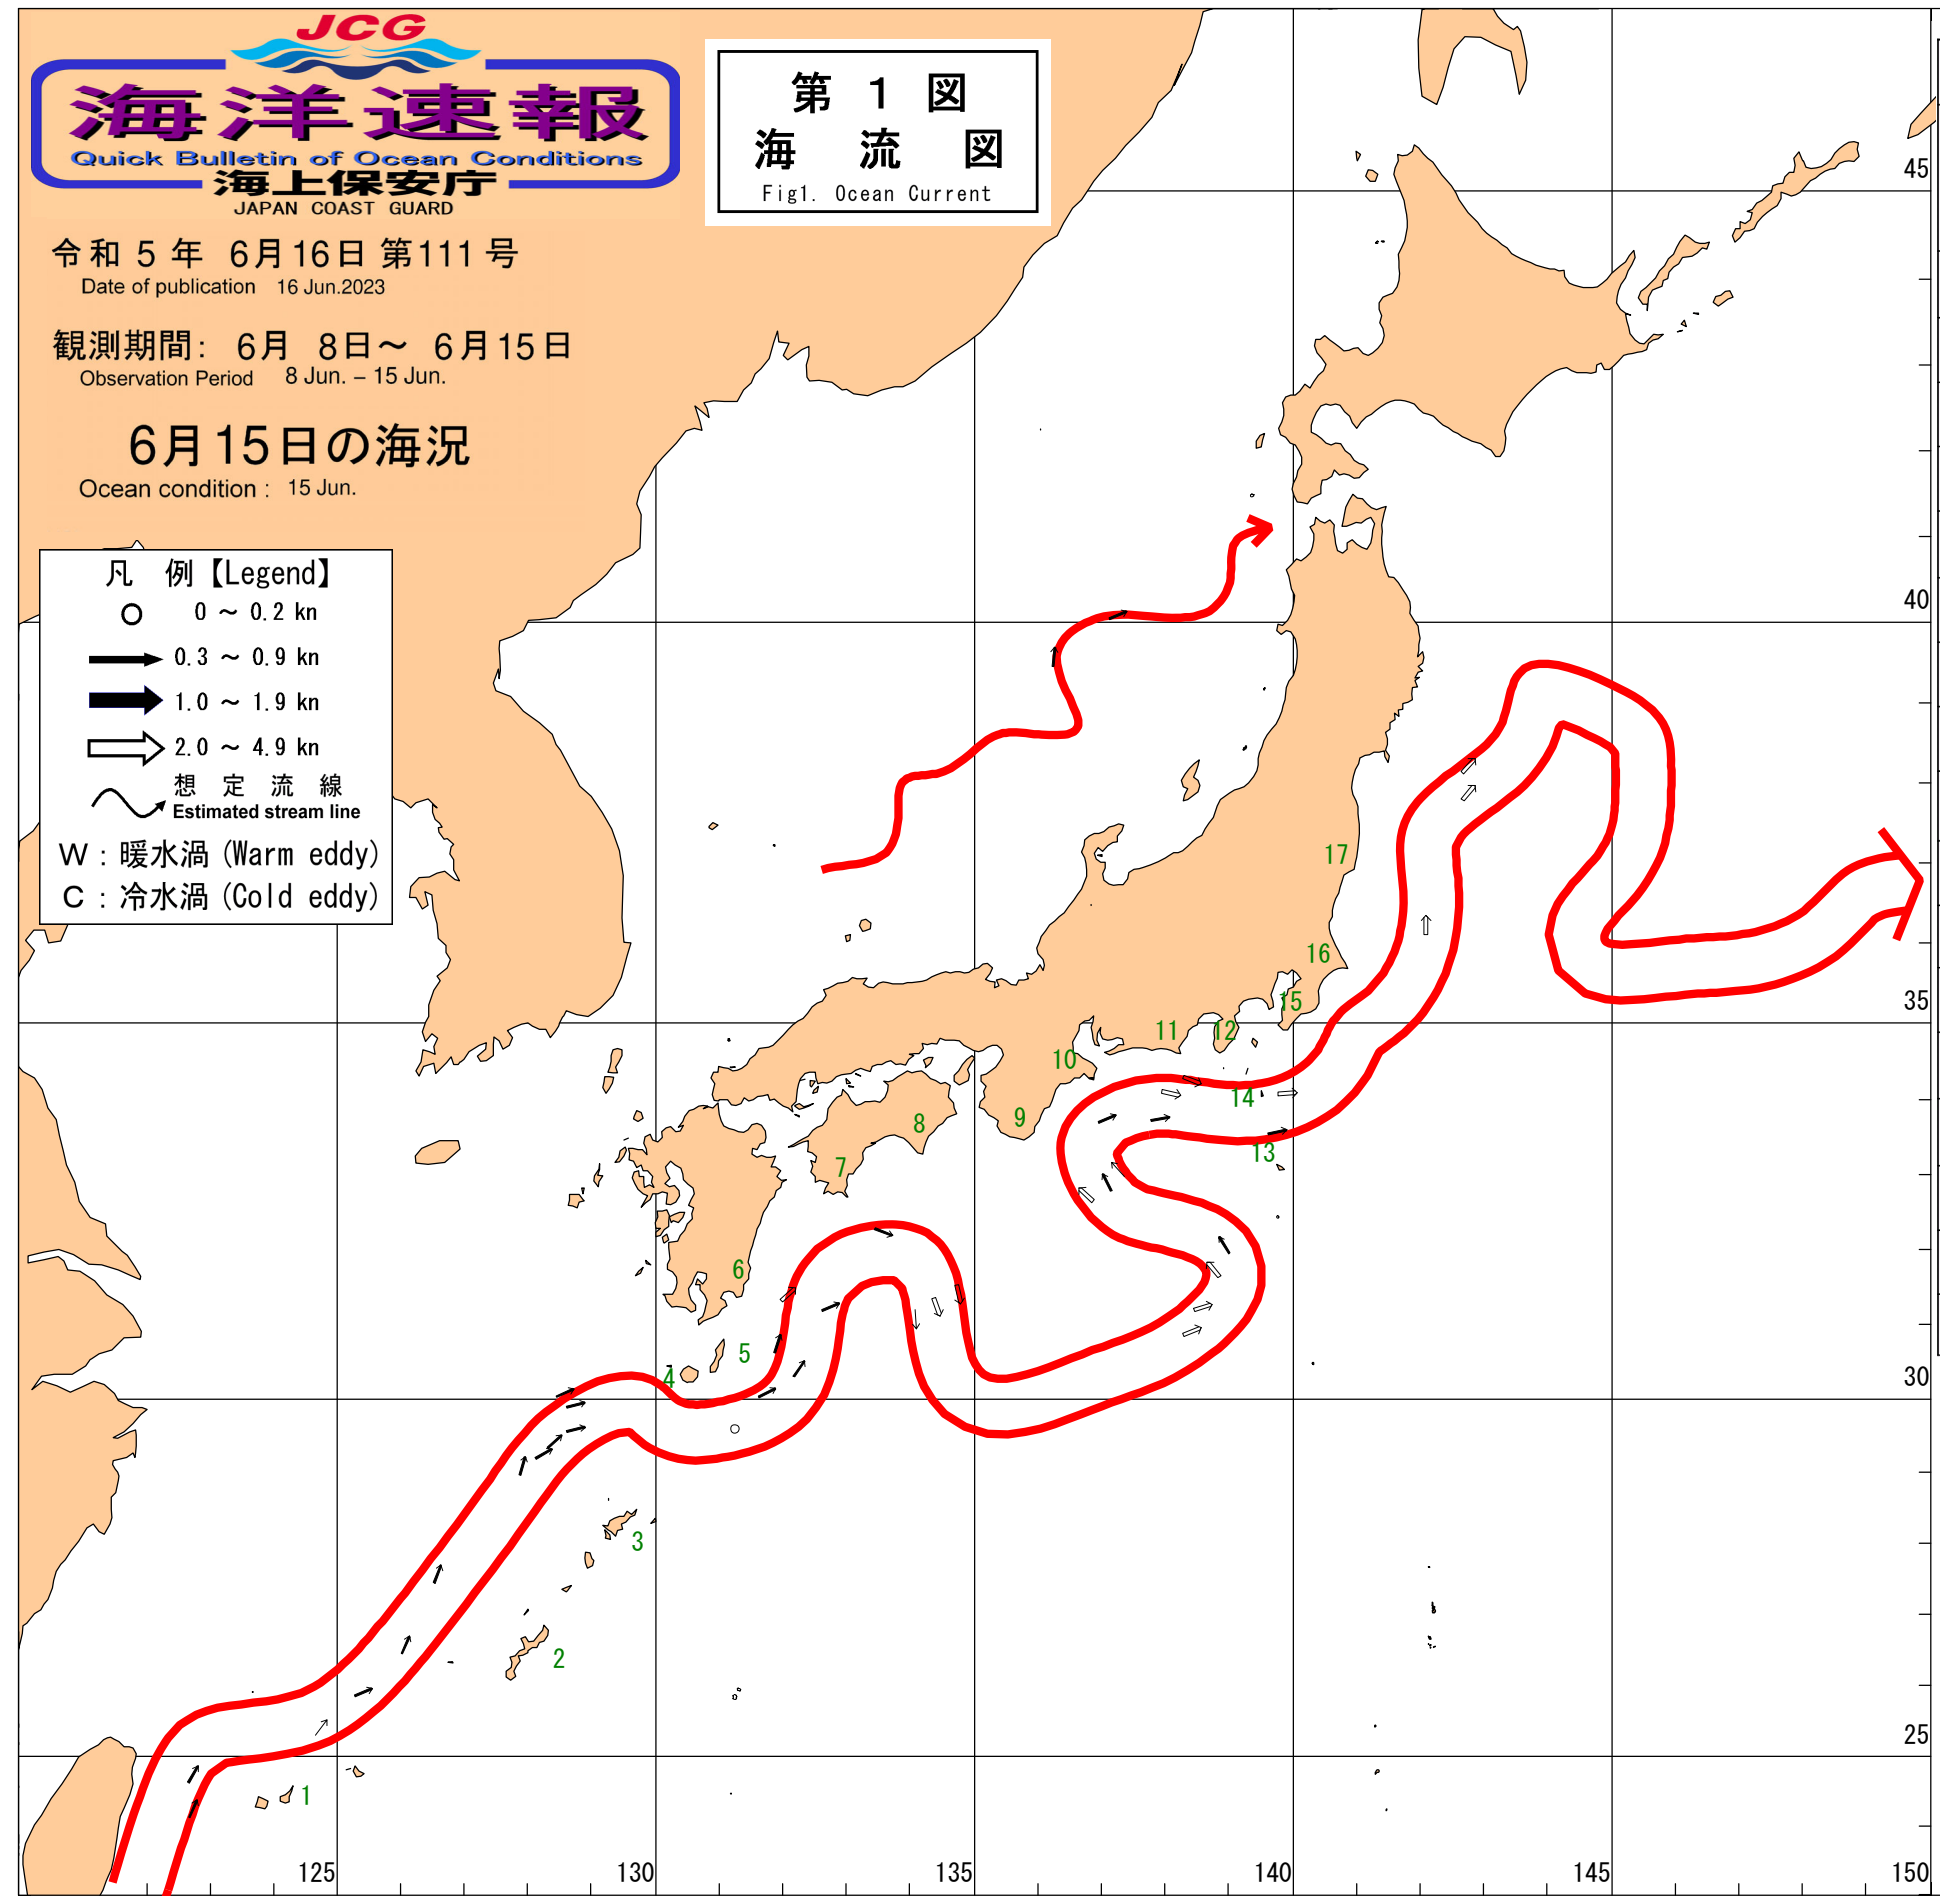 JCG
海洋速報
Quick Bulletin of Ocean Conditions
海上保安庁
JAPAN COAST GUARD
令和 5 年 6月16日 第111 号
Date of publication 16 Jun.2023
観測期間: 6月 8日～ 6月15日
Observation Period 8 Jun. – 15 Jun.
6月15日の海況
Ocean condition : 15 Jun.
第 1 図
海 流 図
Fig1. Ocean Current
凡 例【Legend】
0 ～ 0.2 kn
0.3 ～ 0.9 kn
1.0 ～ 1.9 kn
2.0 ～ 4.9 kn
想 定 流 線
Estimated stream line
W : 暖水渦 (Warm eddy)
C : 冷水渦 (Cold eddy)
45
40
35
30
25
17
16
15
14
13
12
11
10
9
8
7
6
5
4
3
2
1
125
130
135
140
145
150